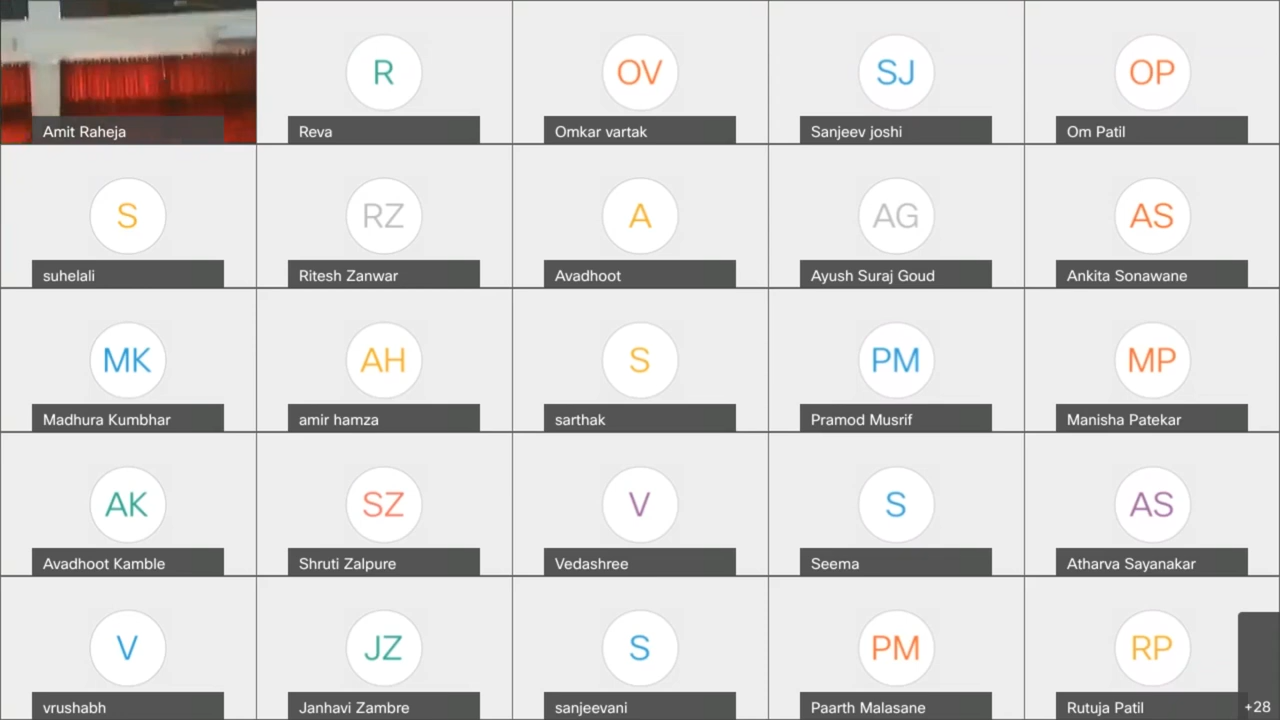 Amit Raheja
R
Reva
OV
Omkar vartak
SJ
Sanjeev joshi
OP
Om Patil
S
suhelali
RZ
Ritesh Zanwar
A
Avadhoot
AG
Ayush Suraj Goud
AS
Ankita Sonawane
MK
Madhura Kumbhar
AH
amir hamza
S
sarthak
PM
Pramod Musrif
MP
Manisha Patekar
AK
Avadhoot Kamble
SZ
Shruti Zalpure
V
Vedashree
S
Seema
AS
Atharva Sayanakar
V
vrushabh
JZ
Janhavi Zambre
S
sanjeevani
PM
Paarth Malasane
RP
Rutuja Patil
+28